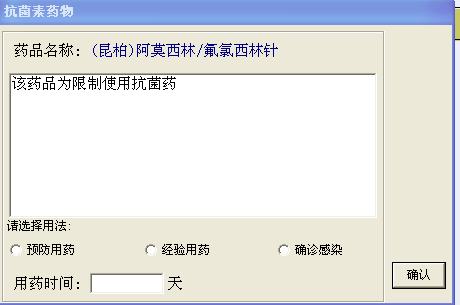 抗菌素药物
药品名称: (昆柏)阿莫西林/氟氯西林针
该药品为限制使用抗菌药
请选择用法:
预防用药 经验用药 确诊感染
用药时间: 天
确认